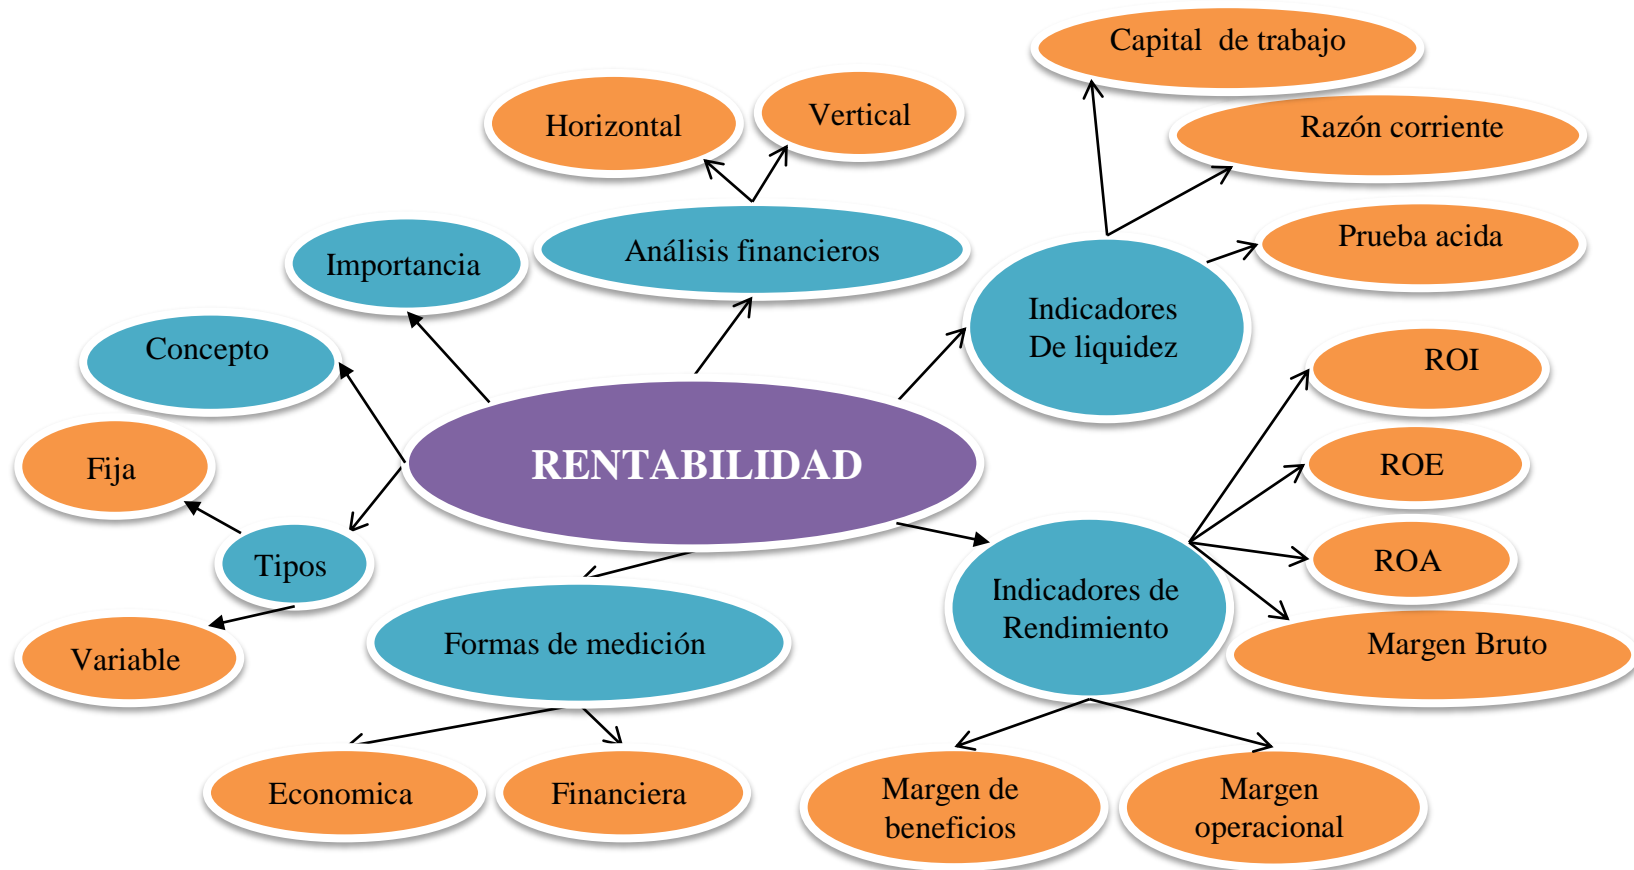 Capital de trabajo
Horizontal
Vertical
Razón corriente
Importancia
Análisis financieros
Prueba acida
Concepto
Indicadores
De liquidez
ROI
Fija
RENTABILIDAD
ROE
Tipos
ROA
Variable
Formas de medición
Indicadores de
Rendimiento
Margen Bruto
Economica
Financiera
Margen de
beneficios
Margen
operacional